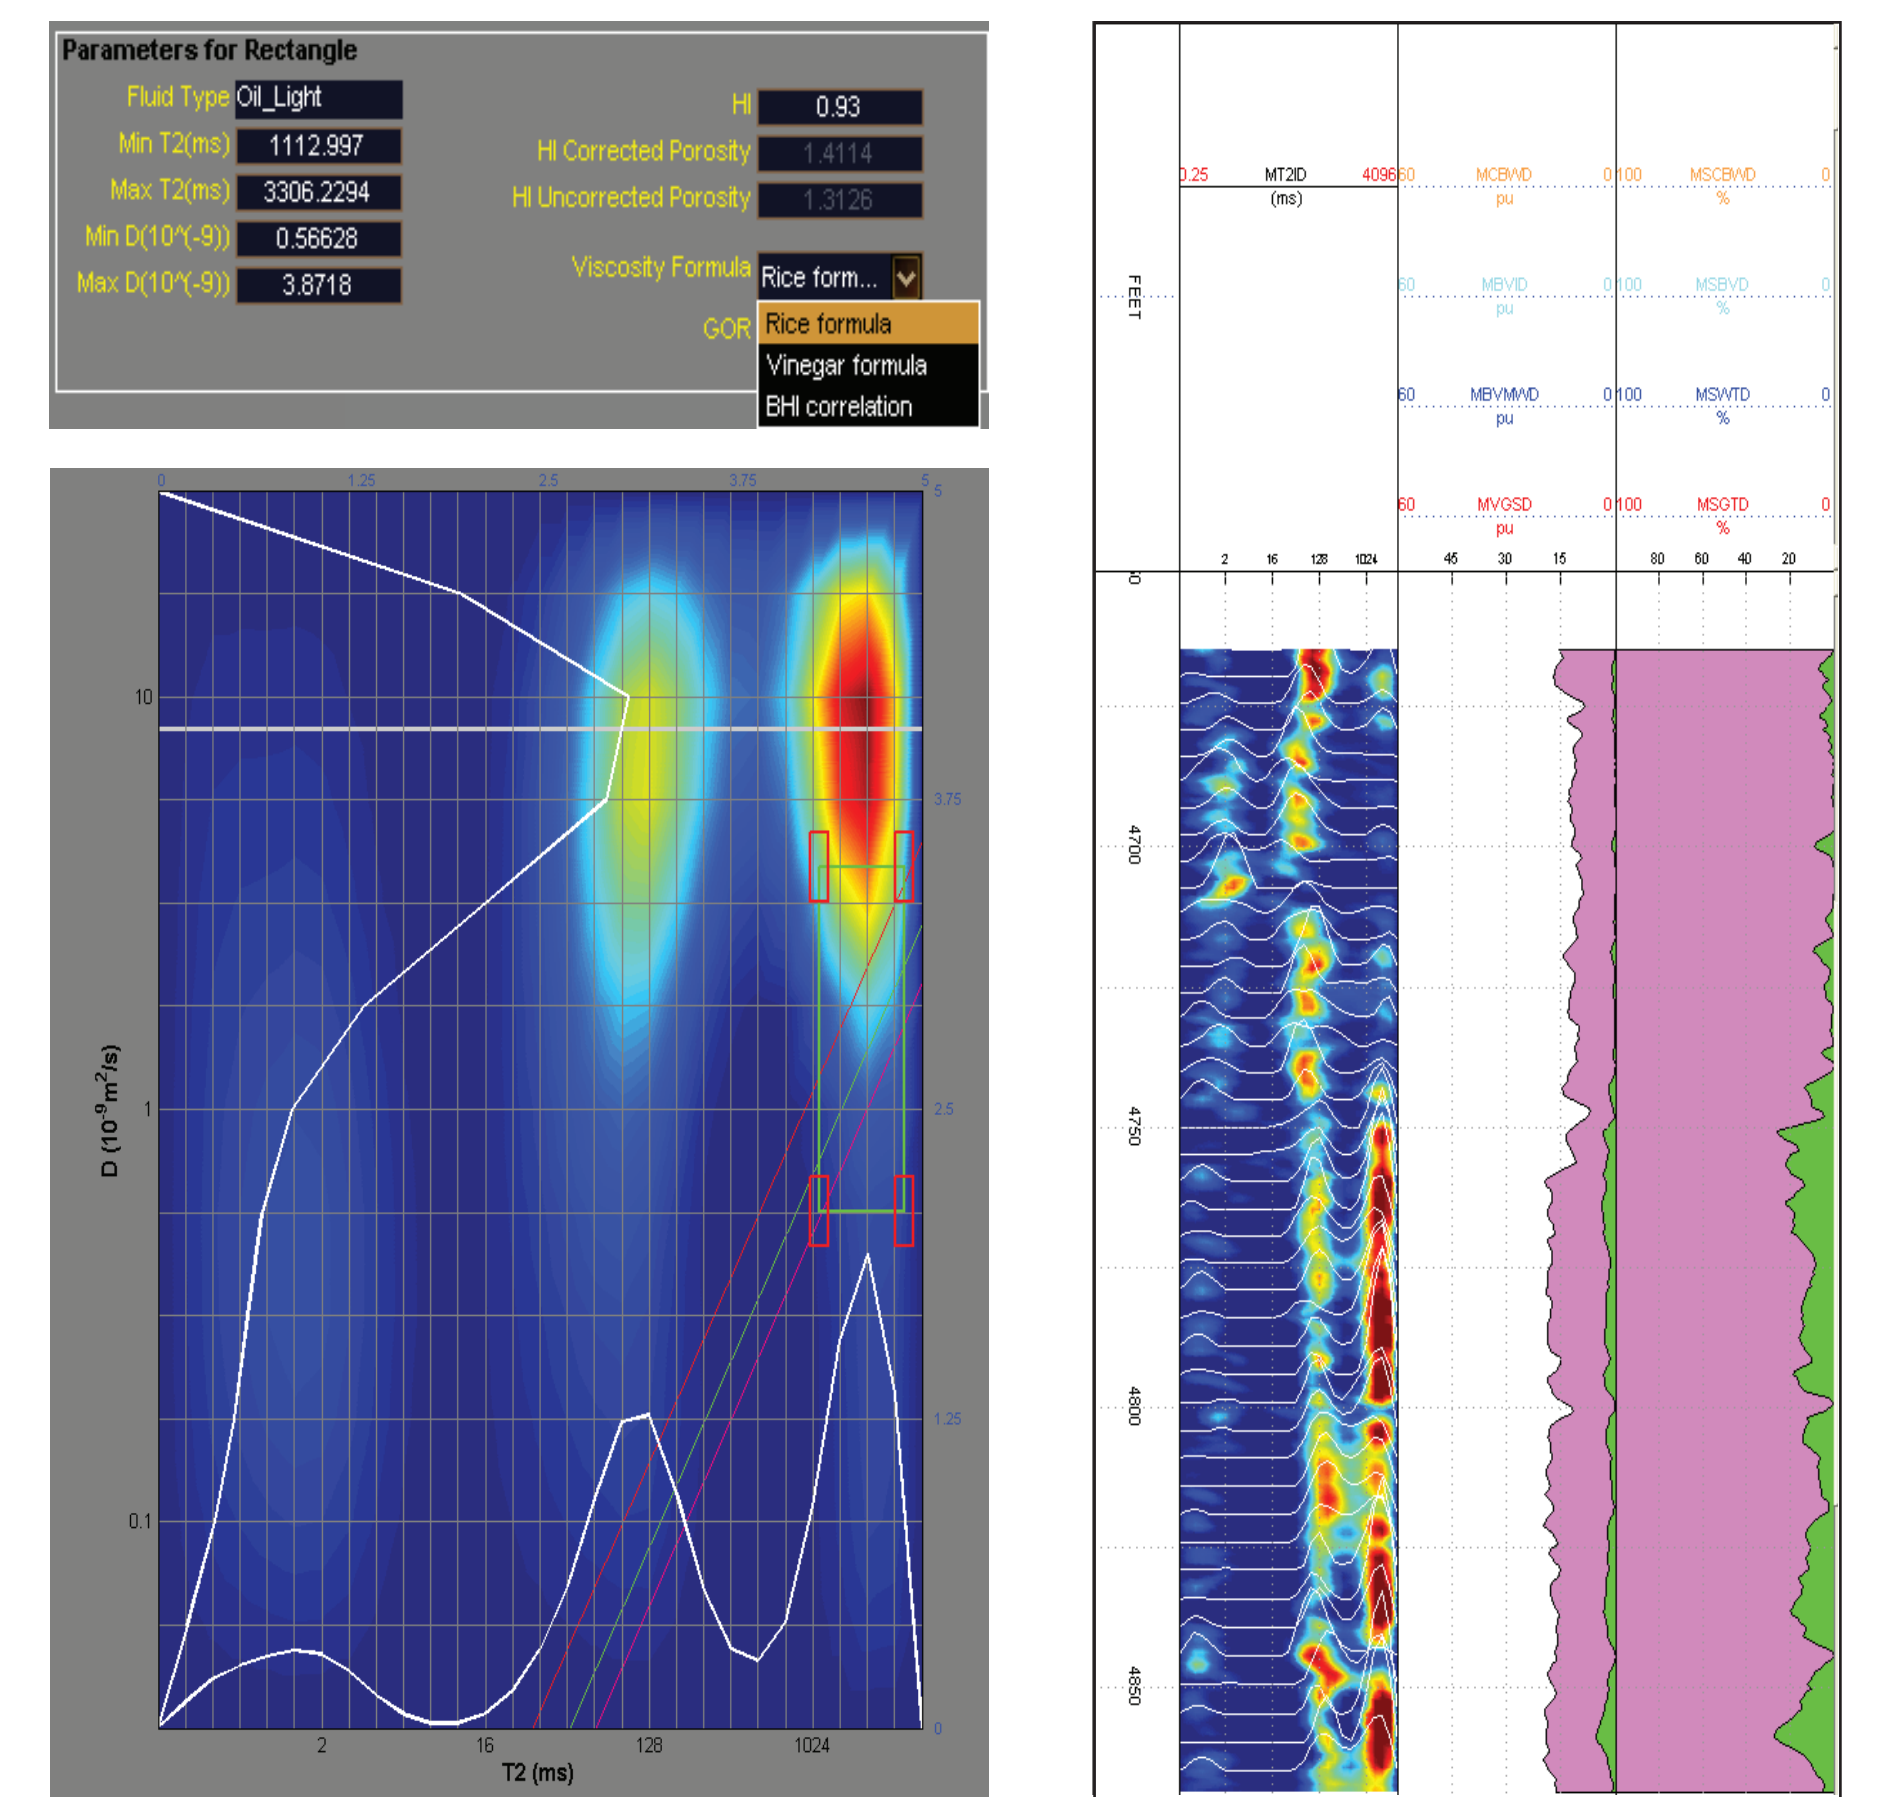 Parameters for Rectangle
Fluid Type Oil_Light
Min T2(ms) 1112.997
Max T2(ms) 3306.2294
Min D(10^(-9)) 0.56628
Max D(10^(-9)) 3.8718
HI 0.93
HI Corrected Porosity 1.4114
HI Uncorrected Porosity 1.3126
Viscosity Formula Rice form...
GOR
Rice formula
Vinegar formula
BHI correlation
0 1.25 2.5 3.75 5
5
10
3.75
1
2.5
1.25
0.1
0
D (10⁻⁹m²/s)
2 16 128 1024
T2 (ms)
0.25 MT2ID 4096
(ms)
60 MCBWD 0
pu
100 MSCBWD 0
%
FEET
60 MBVID 0
pu
100 MSBVD 0
%
60 MBVMWD 0
pu
100 MSWTD 0
%
60 MVGSD 0
pu
100 MSGTD 0
%
2 16 128 1024 45 30 15 80 60 40 20
4700
4750
4800
4850